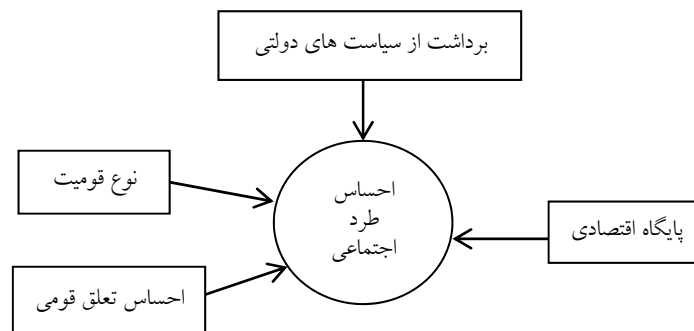 برداشت از سیاست های دولتی
نوع قومیت
احساس
طرد
اجتماعی
پایگاه اقتصادی
احساس تعلق قومی